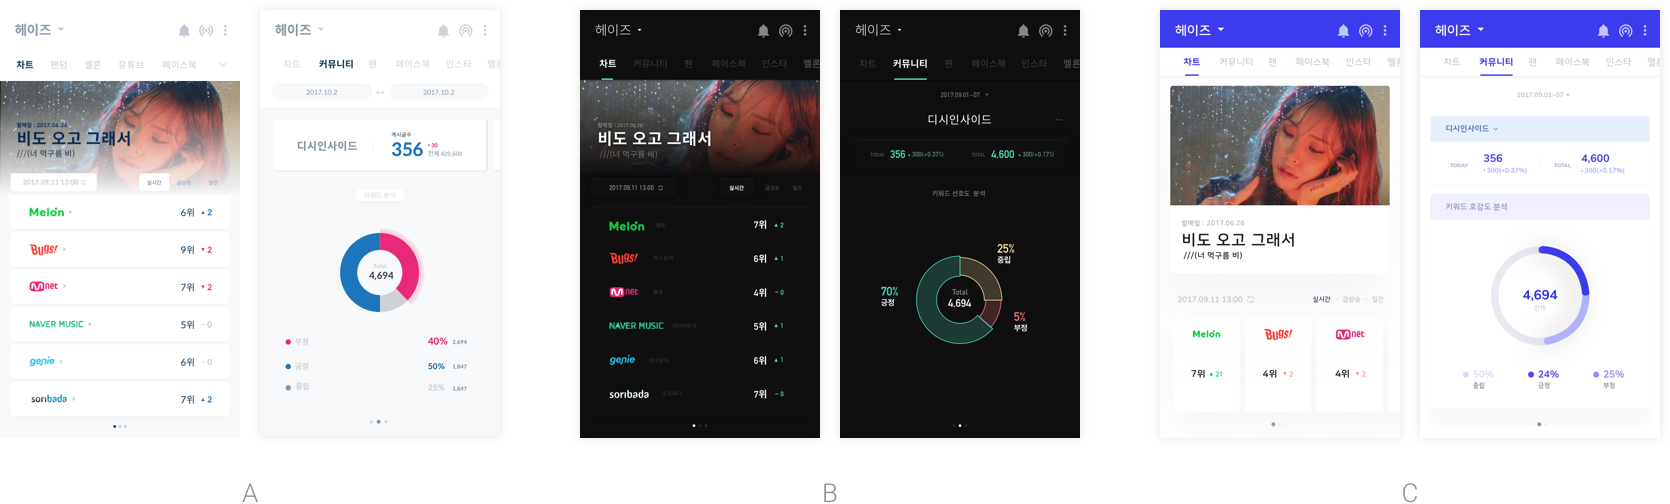 헤이즈
차트 팬덤 멜론 유튜브 페이스북
발매일 : 2017.06.26
비도 오고 그래서
///(너 먹구름 비)
2017.09.11 13:00
실시간 급상승 일간
Melon 6위 ▲ 2
Bugs! 9위 ▼ 2
Mnet 7위 ▼ 2
NAVER MUSIC 5위 – 0
genie 6위 – 0
soribada 7위 ▲ 2
헤이즈
차트 커뮤니티 팬 페이스북 인스타 멜
2017.10.2 ↔ 2017.10.2
디시인사이드
게시글수
356
• 30
전체 429,600
키워드 분석
Total
4,694
부정 40% 2,694
긍정 50% 1,847
중립 25% 1,847
A
헤이즈
차트 커뮤니티 팬 페이스북 인스타 멜론
발매일 : 2017.06.26
비도 오고 그래서
///(너 먹구름 비)
2017.09.11 13:00
실시간 급상승 일간
Melon 멜론 7위 ▲ 2
Bugs! 벅스뮤직 6위 ▲ 1
Mnet 엠넷 4위 – 0
NAVER MUSIC 네이버뮤직 5위 ▲ 1
genie 지니뮤직 6위 ▲ 1
soribada 소리바다 7위 – 0
헤이즈
차트 커뮤니티 팬 페이스북 인스타 멜론
2017.09.01–07
디시인사이드
TODAY 356 • 300(+0.37%) TOTAL 4,600 • 300(+0.17%)
키워드 선호도 분석
25%
중립
70%
긍정
Total
4,694
5%
부정
B
헤이즈
차트 커뮤니티 팬 페이스북 인스타 멜론
발매일 : 2017.06.26
비도 오고 그래서
///(너 먹구름 비)
2017.09.11 13:00
실시간 • 급상승 • 일간
Melon Bugs! Mnet
7위 ▲ 21 4위 ▼ 2 4위 ▼ 2
헤이즈
차트 커뮤니티 팬 페이스북 인스타 멜론
2017.09.01–07
디시인사이드
TODAY 356 TOTAL 4,600
• 300(+0.37%) • 300(+0.17%)
키워드 호감도 분석
4,694
전체
50% 24% 25%
중립 긍정 부정
C